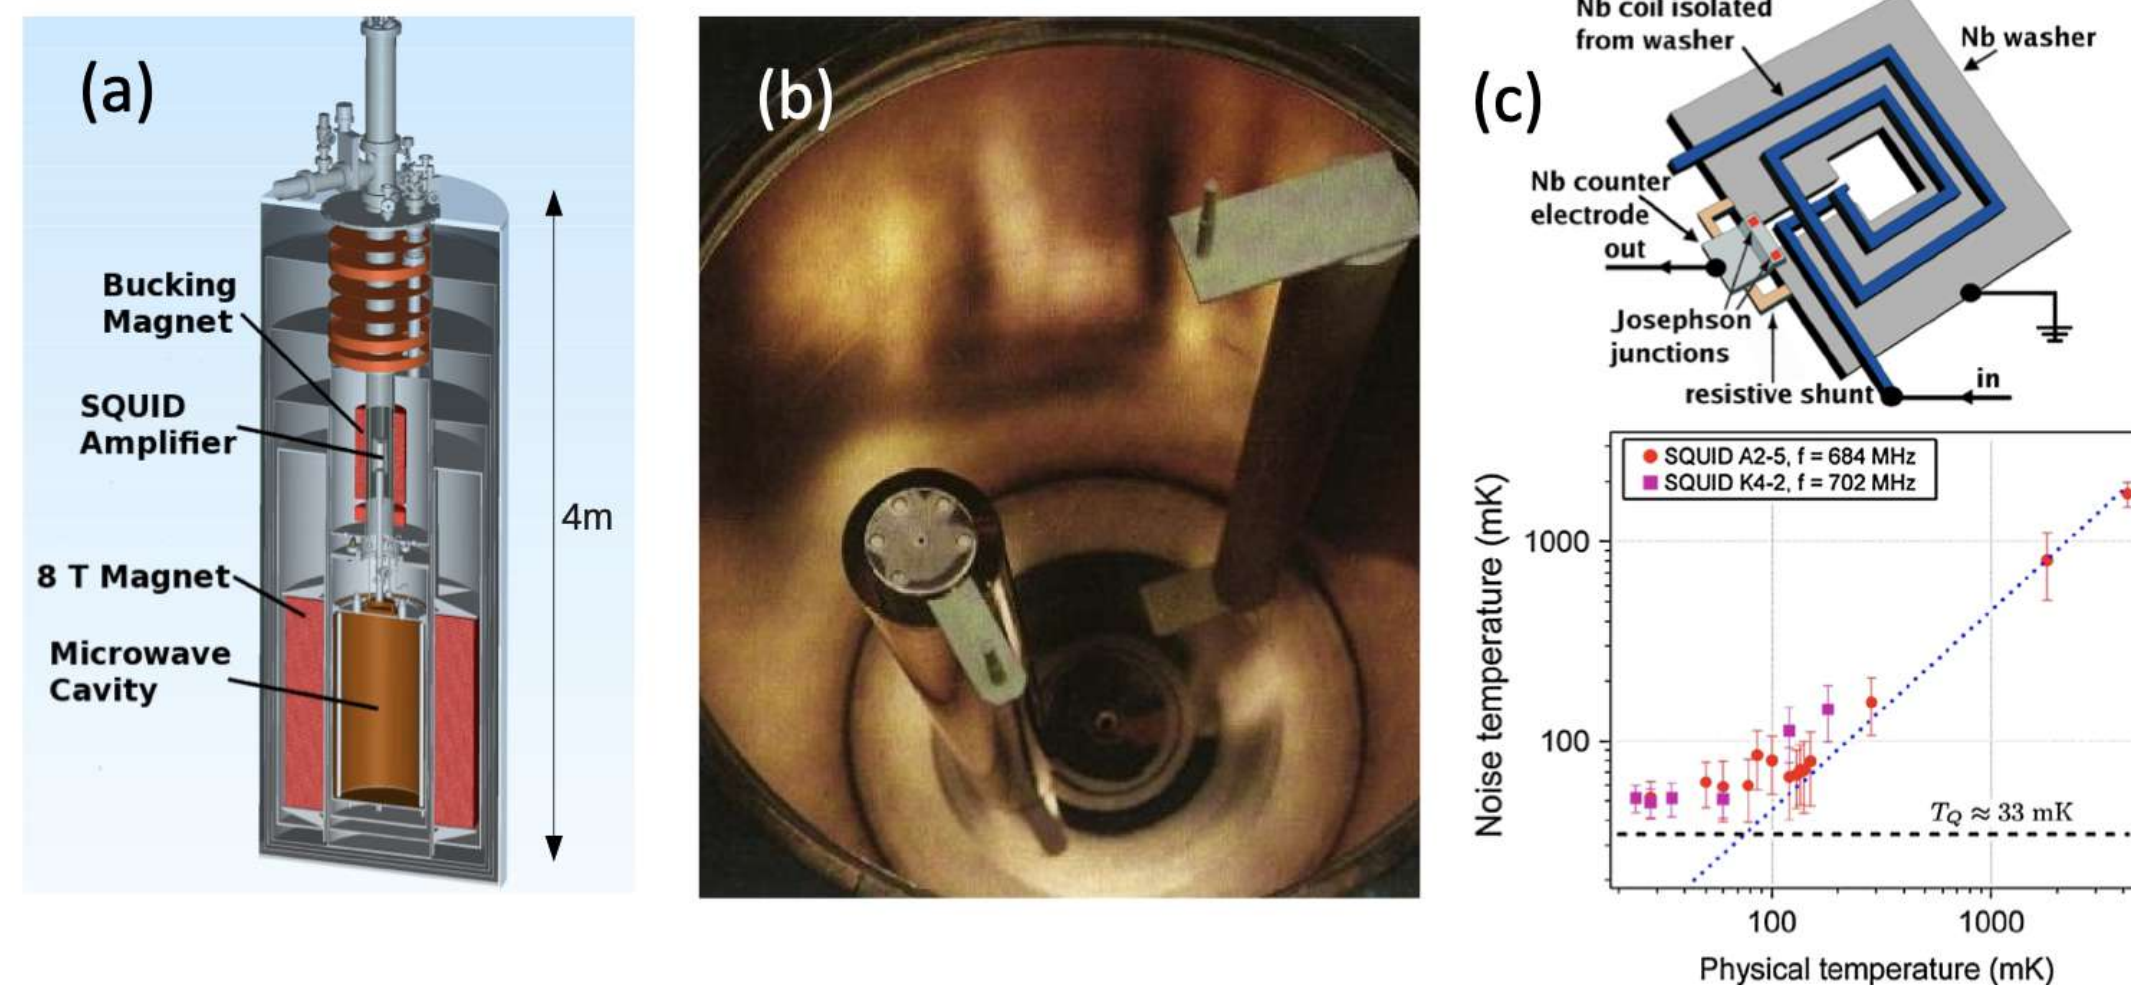 (a)
Bucking
Magnet
SQUID
Amplifier
8 T Magnet
Microwave
Cavity
4m
(b)
(c)
Nb coil isolated
from washer
Nb washer
Nb counter
electrode
out
Josephson
junctions
resistive shunt
in
SQUID A2-5, f = 684 MHz
SQUID K4-2, f = 702 MHz
Noise temperature (mK)
1000
100
T_Q ≈ 33 mK
100
1000
Physical temperature (mK)